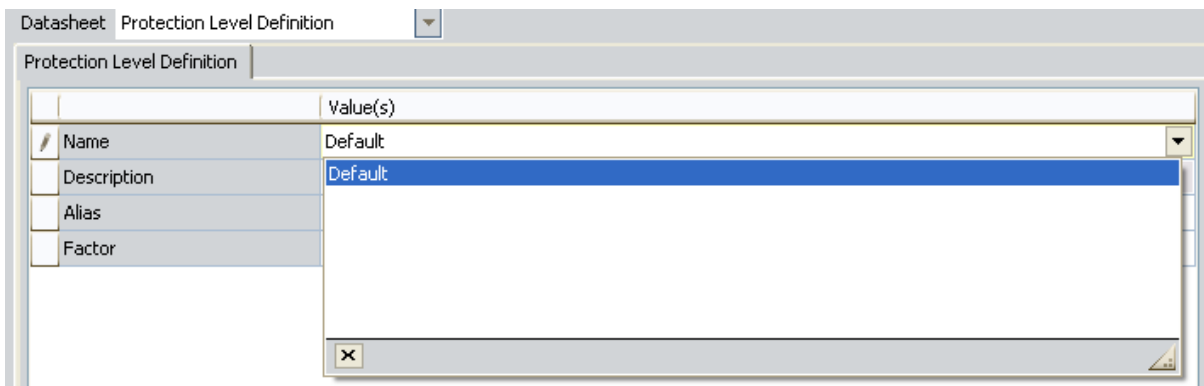 Datasheet Protection Level Definition
Protection Level Definition
Value(s)
Name Default
Description Default
Alias
Factor